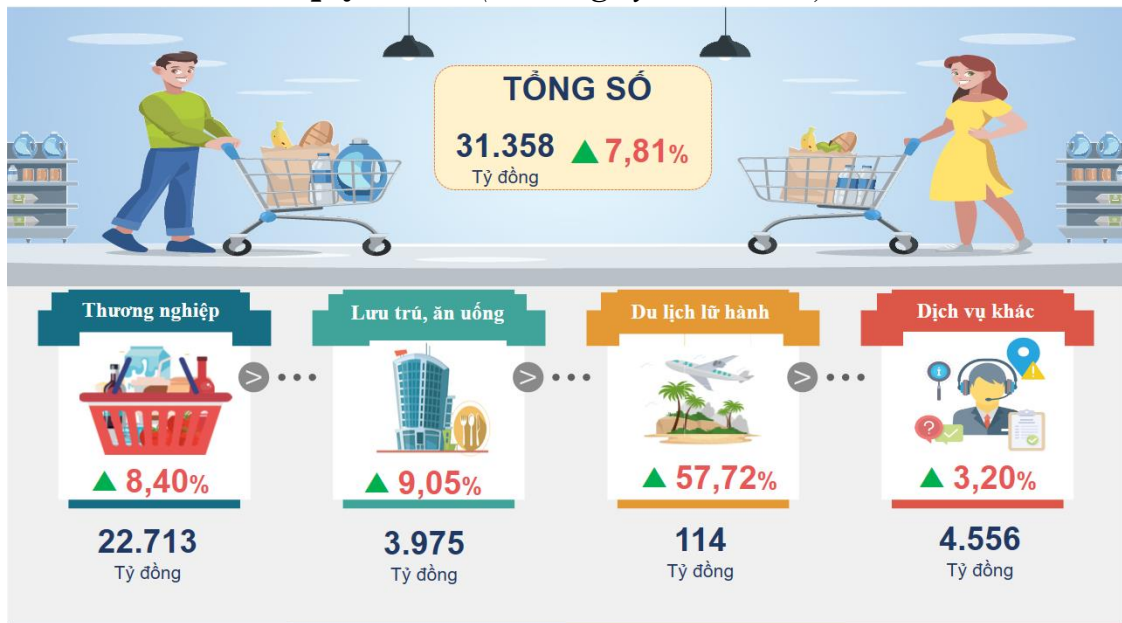 TỔNG SỐ
31.358 ▲ 7,81%
Tỷ đồng
Thương nghiệp
Lưu trú, ăn uống
Du lịch lữ hành
Dịch vụ khác
▲ 8,40%
▲ 9,05%
▲ 57,72%
▲ 3,20%
22.713
3.975
114
4.556
Tỷ đồng
Tỷ đồng
Tỷ đồng
Tỷ đồng